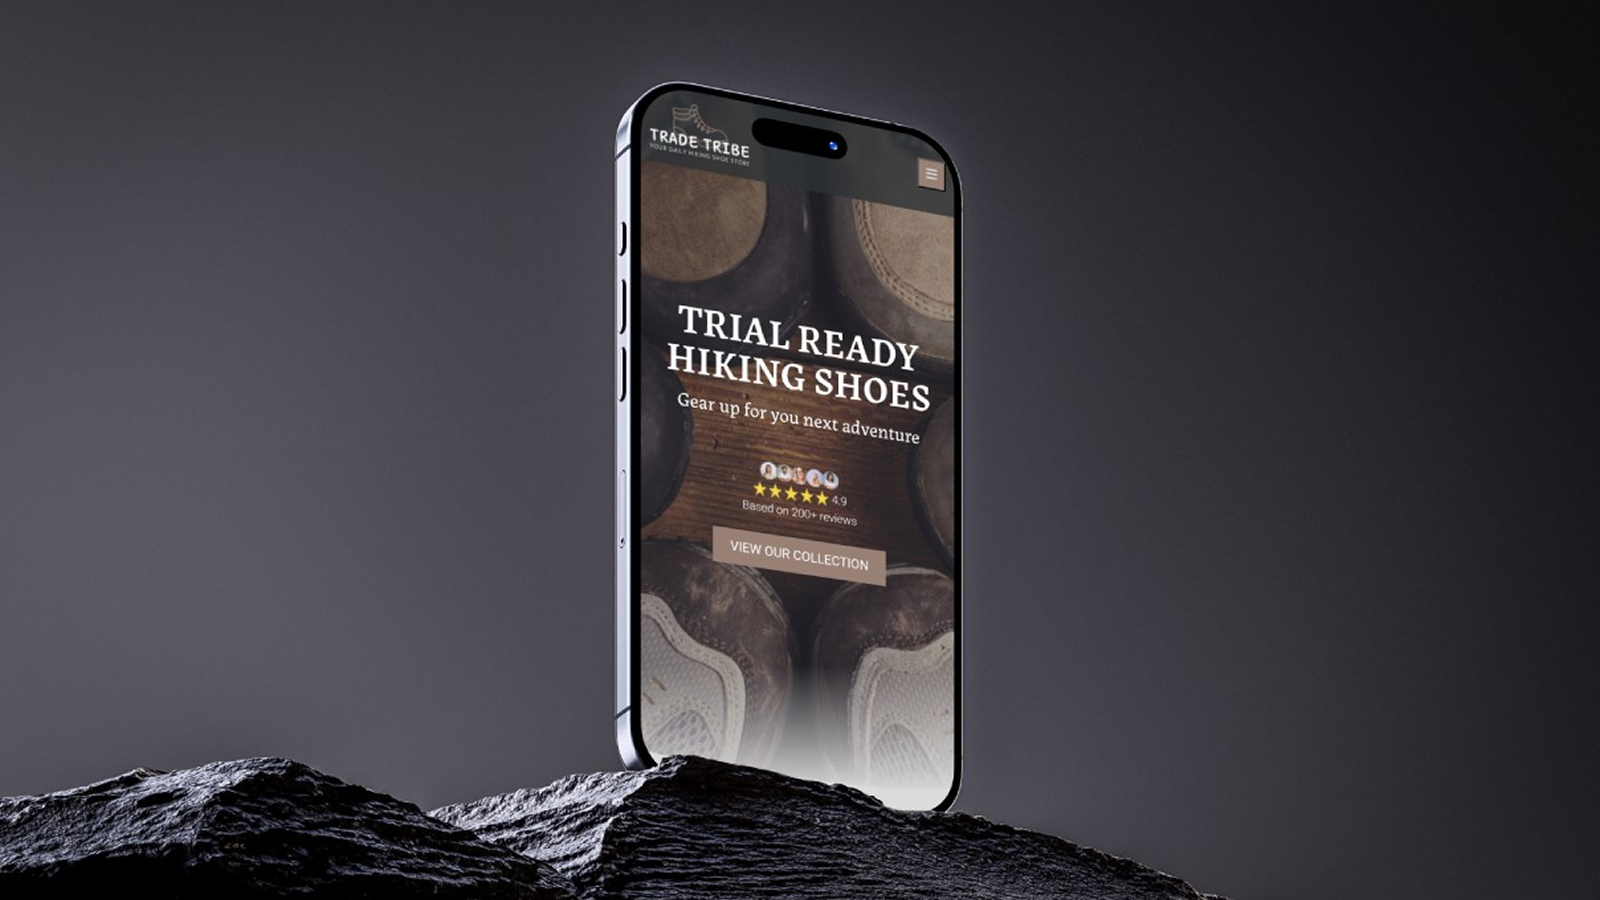 TRADE TRIBE
YOUR DAILY HIKING SHOE STORE
TRIAL READY
HIKING SHOES
Gear up for you next adventure
4.9
Based on 200+ reviews
VIEW OUR COLLECTION